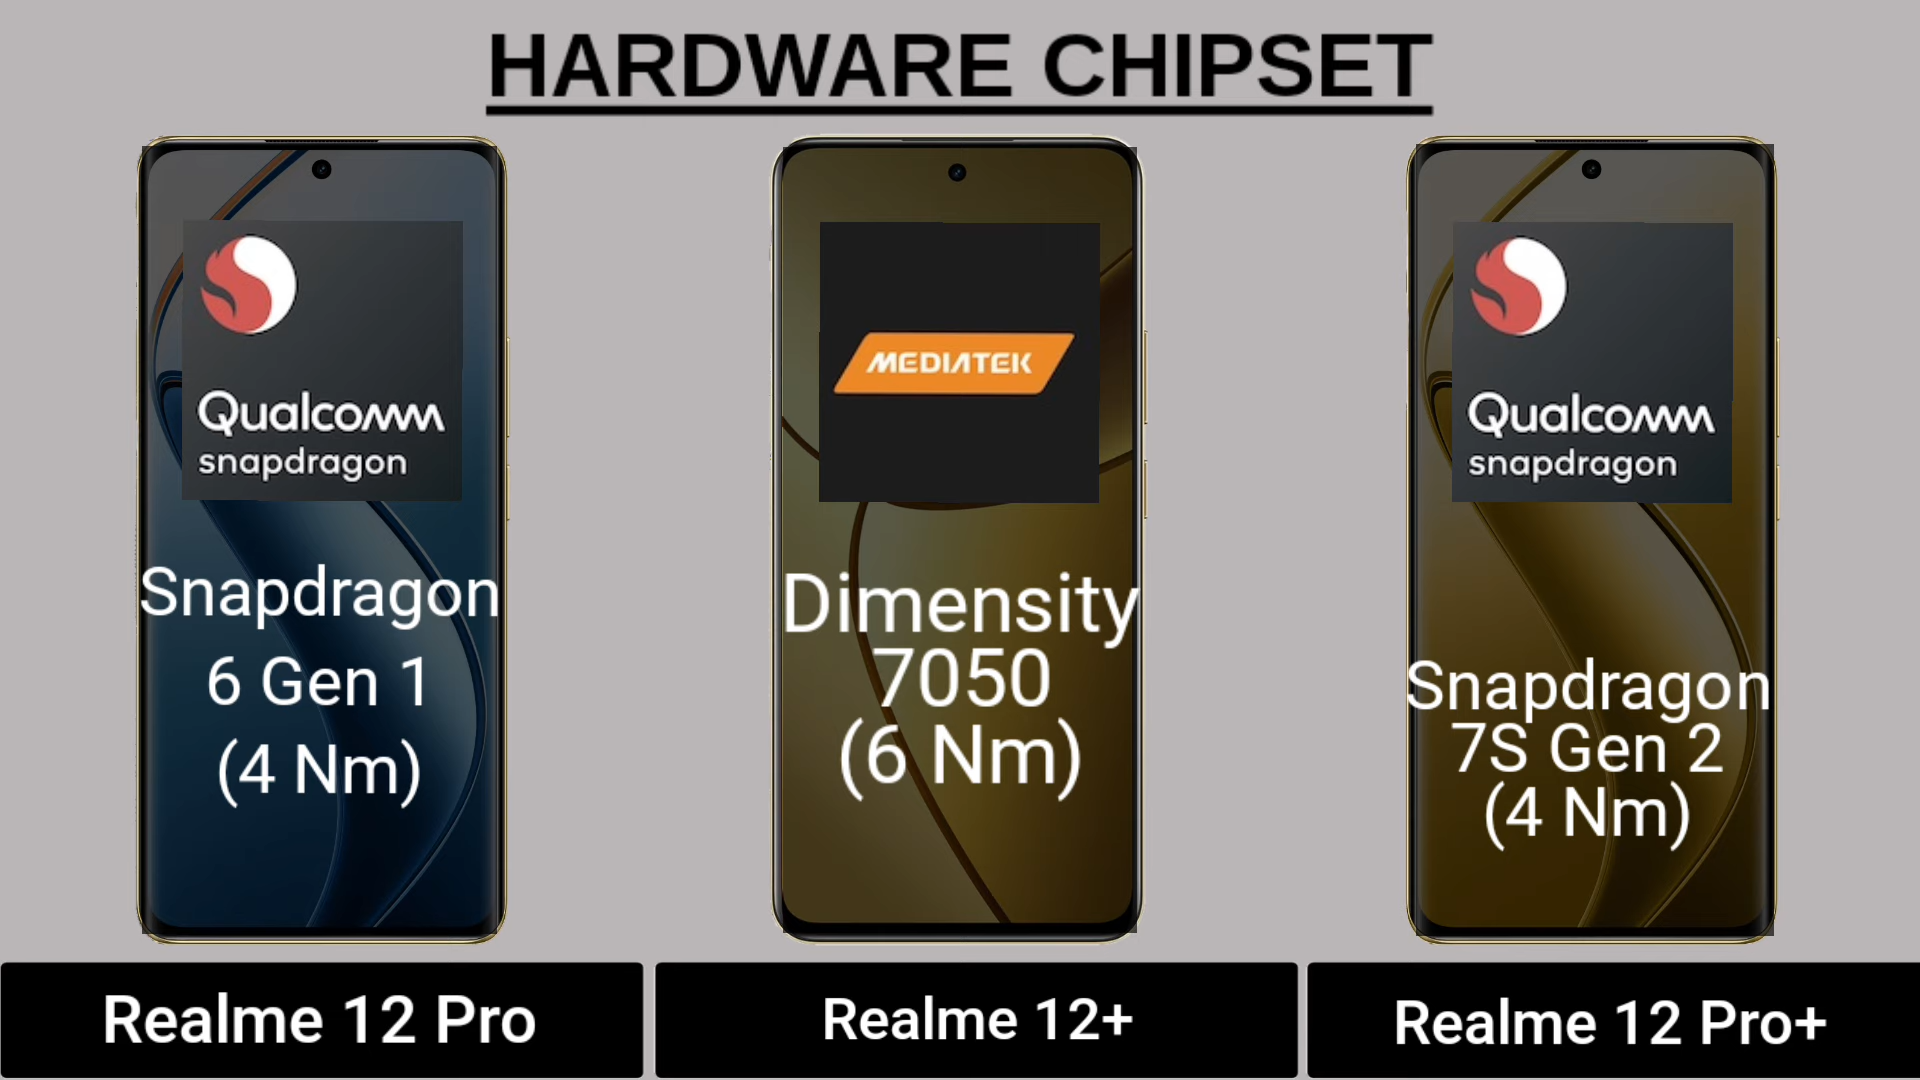 HARDWARE CHIPSET
Qualcomm
snapdragon
Snapdragon
6 Gen 1
(4 Nm)
Realme 12 Pro
MEDIATEK
Dimensity
7050
(6 Nm)
Realme 12+
Qualcomm
snapdragon
Snapdragon
7S Gen 2
(4 Nm)
Realme 12 Pro+